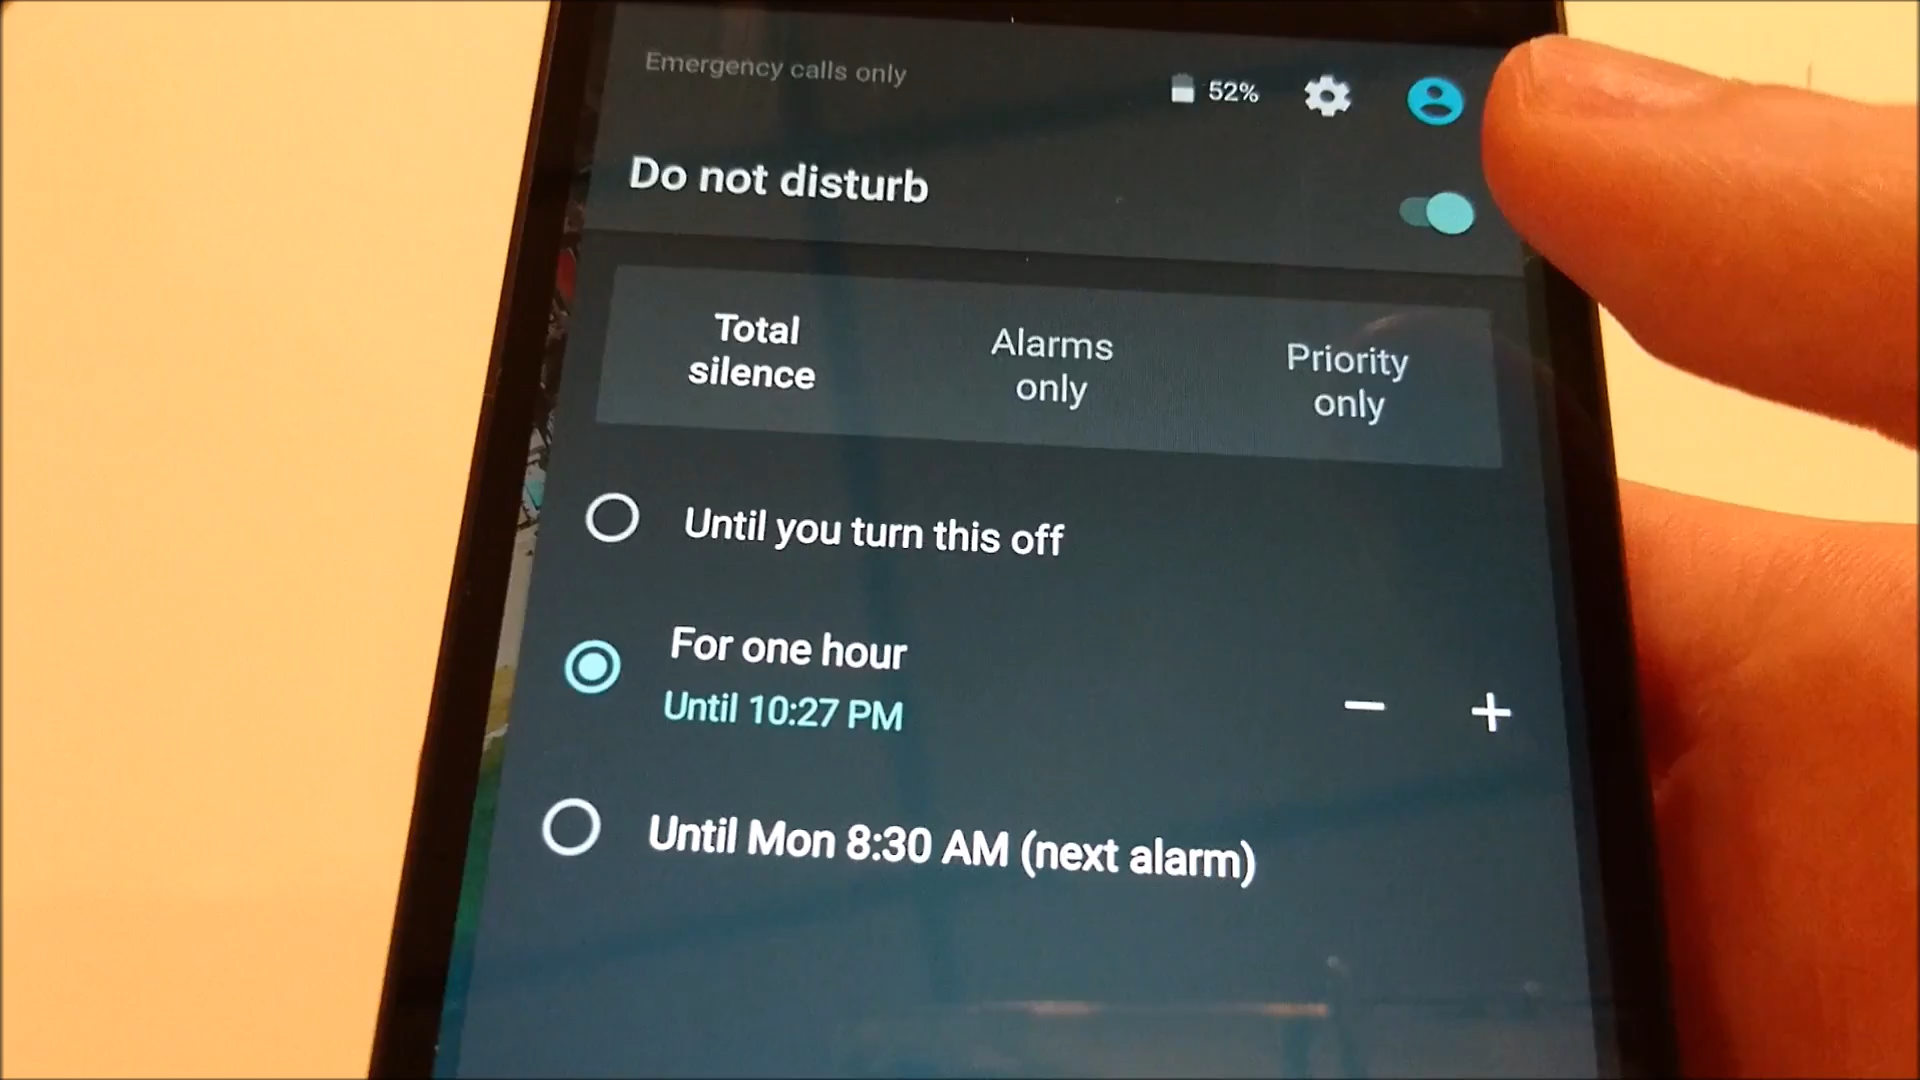 Emergency calls only
52%
Do not disturb
Total
silence
Alarms
only
Priority
only
Until you turn this off
For one hour
Until 10:27 PM
Until Mon 8:30 AM (next alarm)